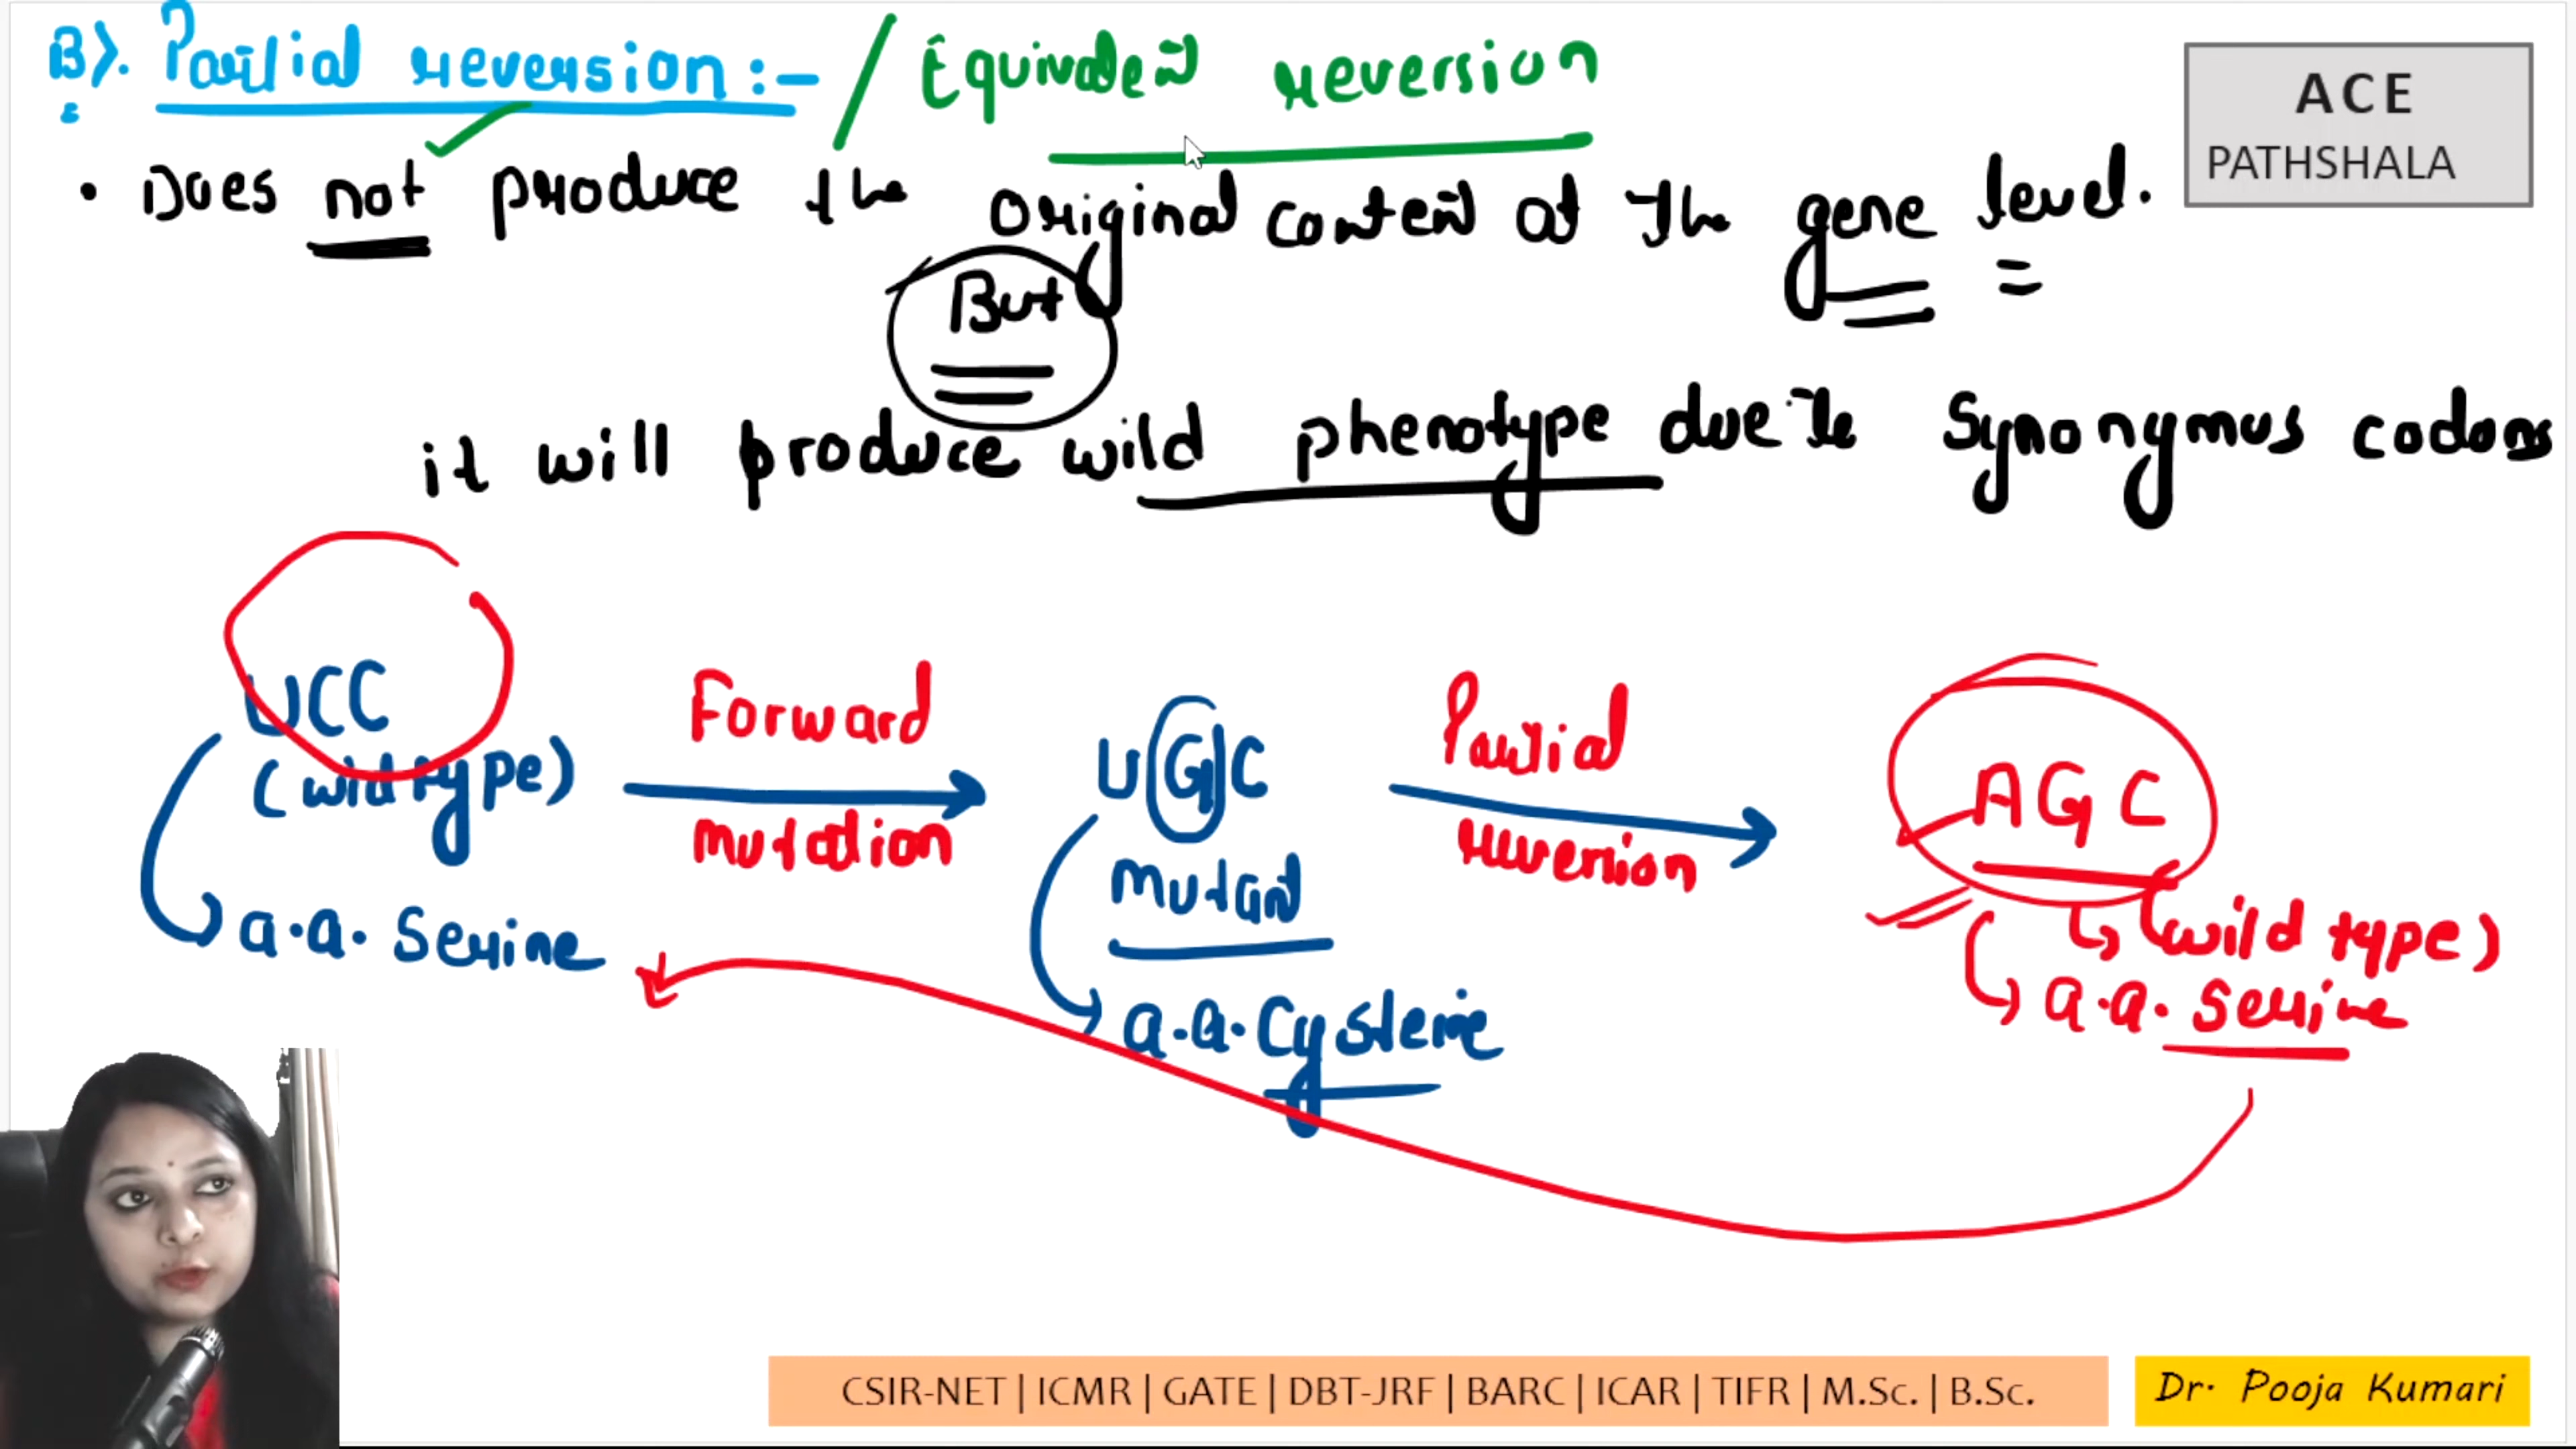 B). Partial reversion :- / Equivalent reversion
ACE
PATHSHALA
• Does not produce the original content at the gene level.
But
it will produce wild phenotype due to Synonymus codons
UCC
(wild type)
a.a. Serine
Forward
mutation
UGC
mutant
a.a. Cysteine
Partial
reversion
AGC
(wild type)
a.a. Serine
CSIR-NET | ICMR | GATE | DBT-JRF | BARC | ICAR | TIFR | M.Sc. | B.Sc.
Dr. Pooja Kumari